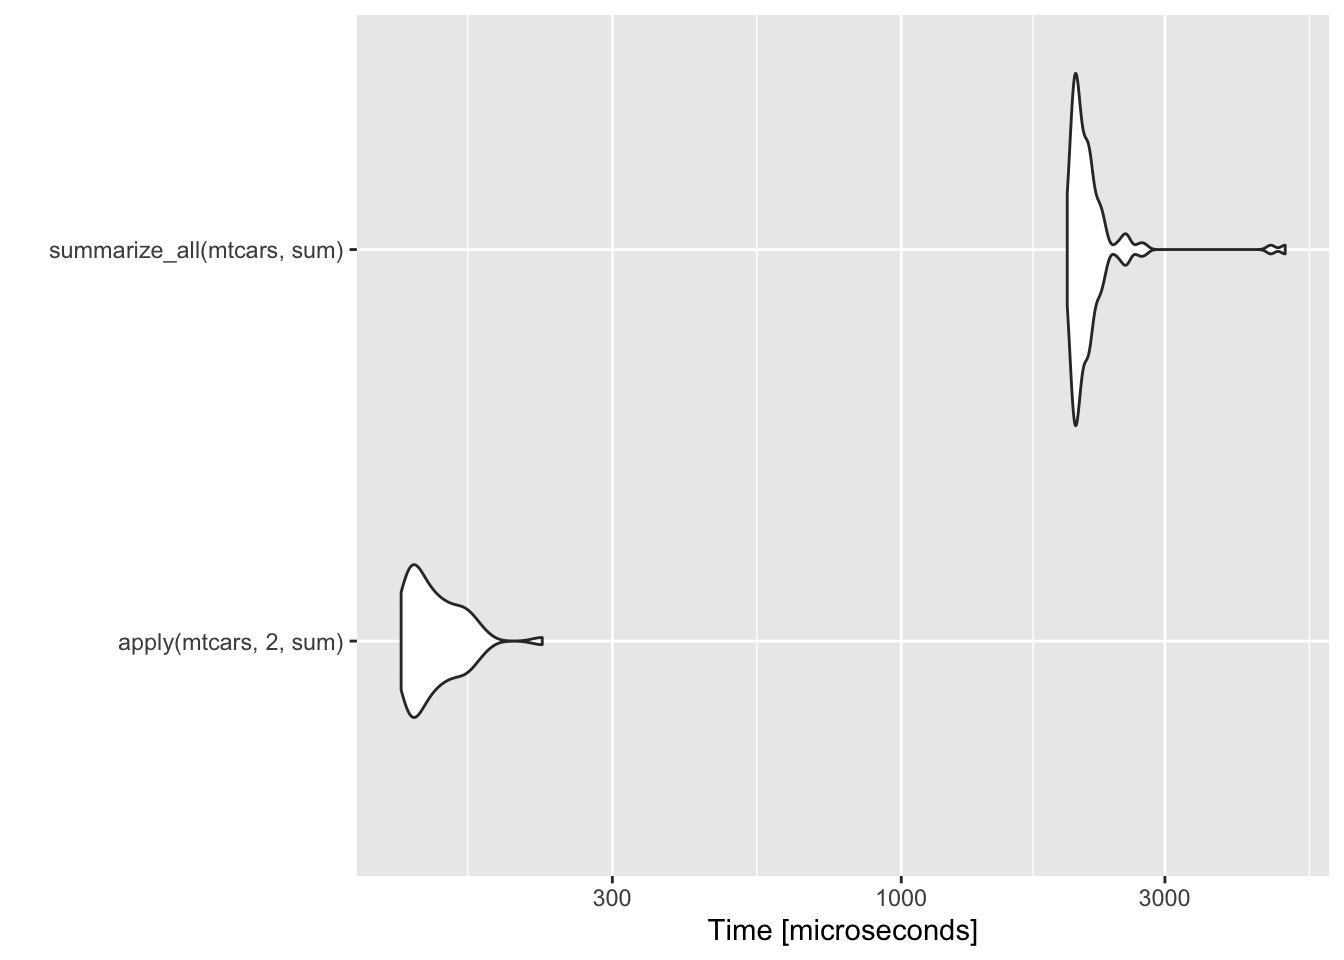 summarize_all(mtcars, sum)
apply(mtcars, 2, sum)
300 1000 3000
Time [microseconds]